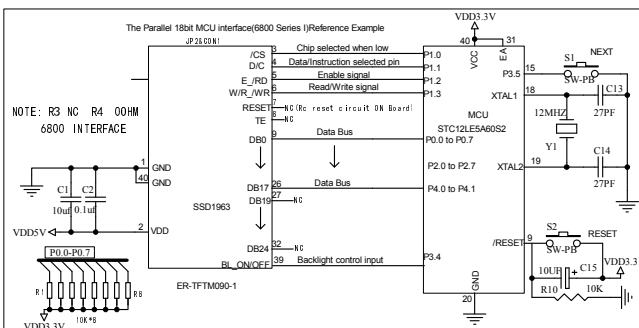 The Parallel 18bit MCU interface(6800 Series I)Reference Example
JP2&CON1
NOTE: R3 NC R4 0OHM
6800 INTERFACE
/CS 3 Chip selected when low P1.0
D/C 4 Data/Instruction selected pin P1.1
E_/RD 5 Enable signal P1.2
W/R_/WR 6 Read/Write signal P1.3
RESET 7 NC(Rc reset circuit ON Board)
TE 8 NC
DB0 9 Data Bus P0.0 to P0.7
P2.0 to P2.7
DB17 26 Data Bus P4.0 to P4.1
DB19 27 NC
DB24 32 NC
BL_ON/OFF 39 Backlight control input P3.4
1 GND
40 GND
2 VDD
SSD1963
ER-TFTM090-1
C1 C2
10uf 0.1uf
VDD5V
P0.0-P0.7
R1 R8
10K*8
VDD3.3V
VDD3.3V
40 31
VCC EA
MCU
STC12LE5A60S2
P3.5 15
XTAL1 18
XTAL2 19
/RESET 9
GND
20
S1 NEXT
SW-PB
C13
27PF
12MHZ
Y1
C14
27PF
S2 RESET
SW-PB
10UF + C15
VDD3.3
R10 10K